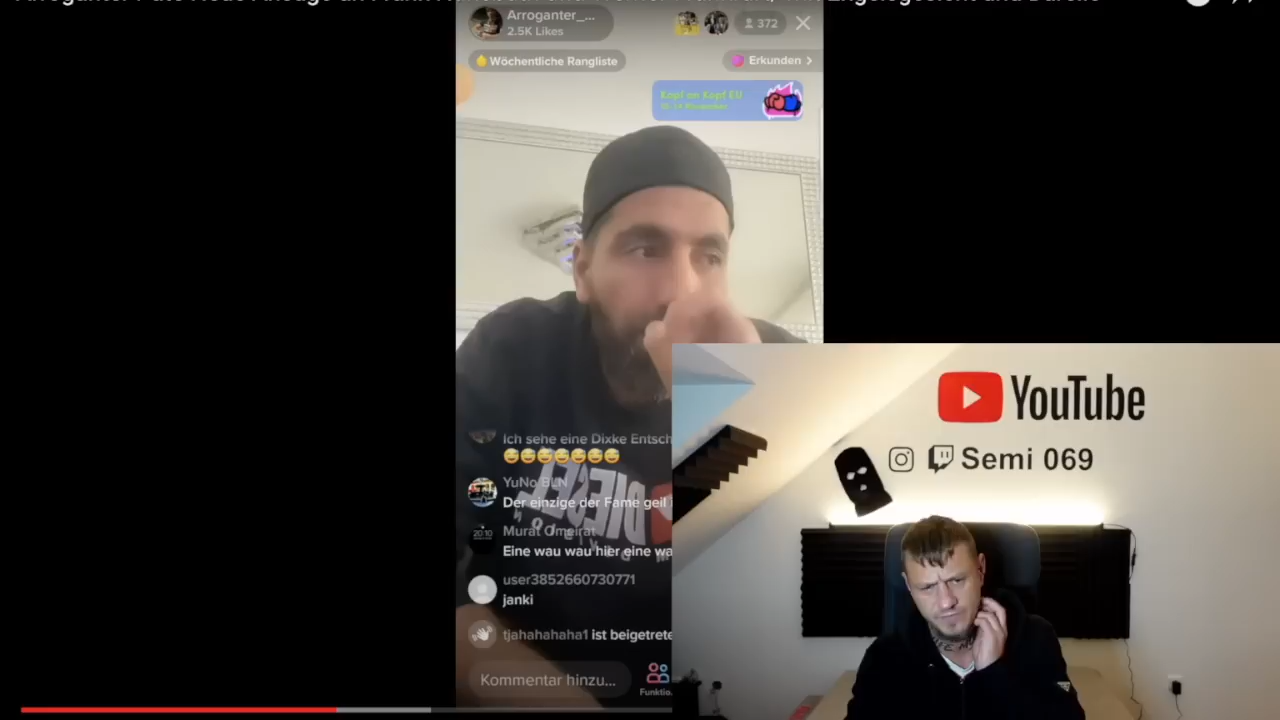 Arroganter_...
2.5K Likes
372
Wöchentliche Rangliste
Erkunden >
Kopf an Kopf EU
Ich sehe eine Dixke Entsch
YuNo BLN
Der einzige der Fame geil
Murat Omeirat
Eine wau wau hier eine wa
user3852660730771
janki
tjahahahaha1 ist beigetrete
Kommentar hinzu...
Funktio.
DIESEL
YouTube
Semi 069